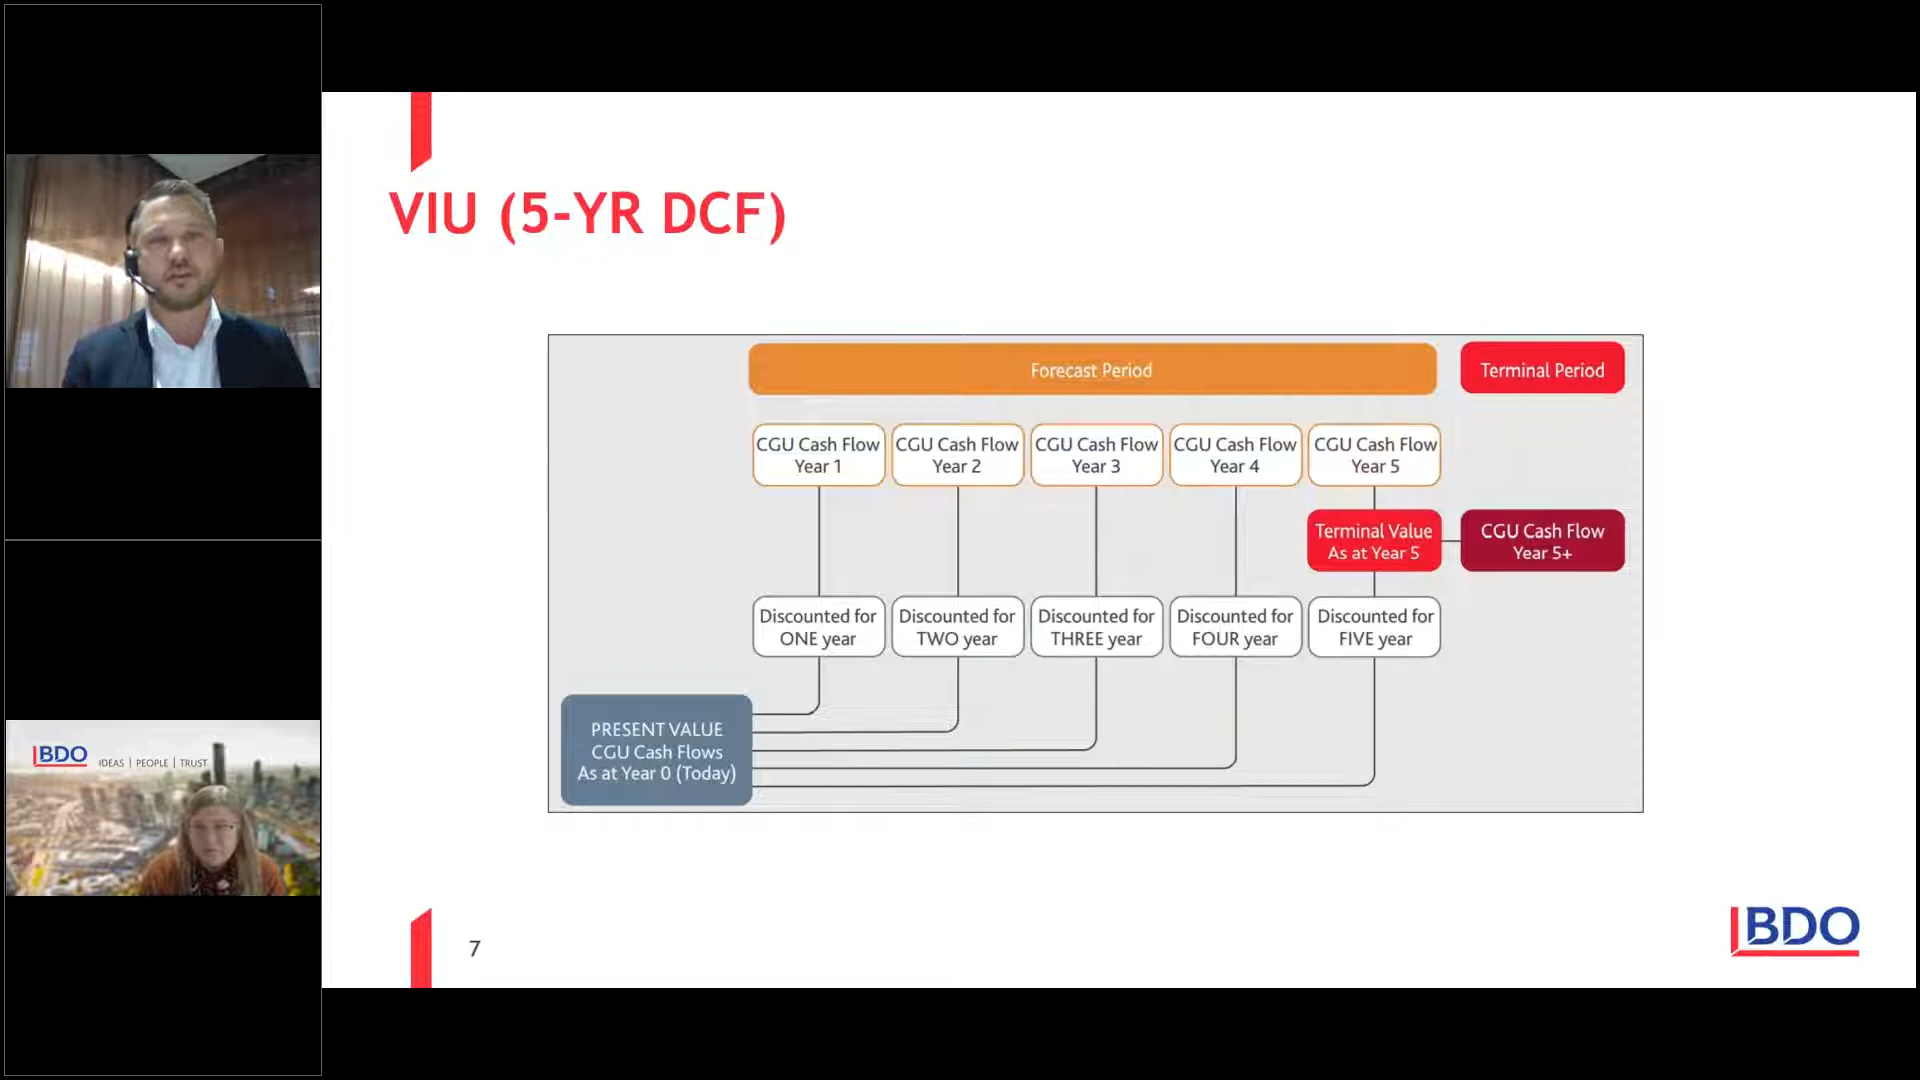 VIU (5-YR DCF)
Forecast Period
Terminal Period
CGU Cash Flow
Year 1
CGU Cash Flow
Year 2
CGU Cash Flow
Year 3
CGU Cash Flow
Year 4
CGU Cash Flow
Year 5
Terminal Value
As at Year 5
CGU Cash Flow
Year 5+
Discounted for
ONE year
Discounted for
TWO year
Discounted for
THREE year
Discounted for
FOUR year
Discounted for
FIVE year
PRESENT VALUE
CGU Cash Flows
As at Year 0 (Today)
BDO
IDEAS | PEOPLE | TRUST
7
BDO